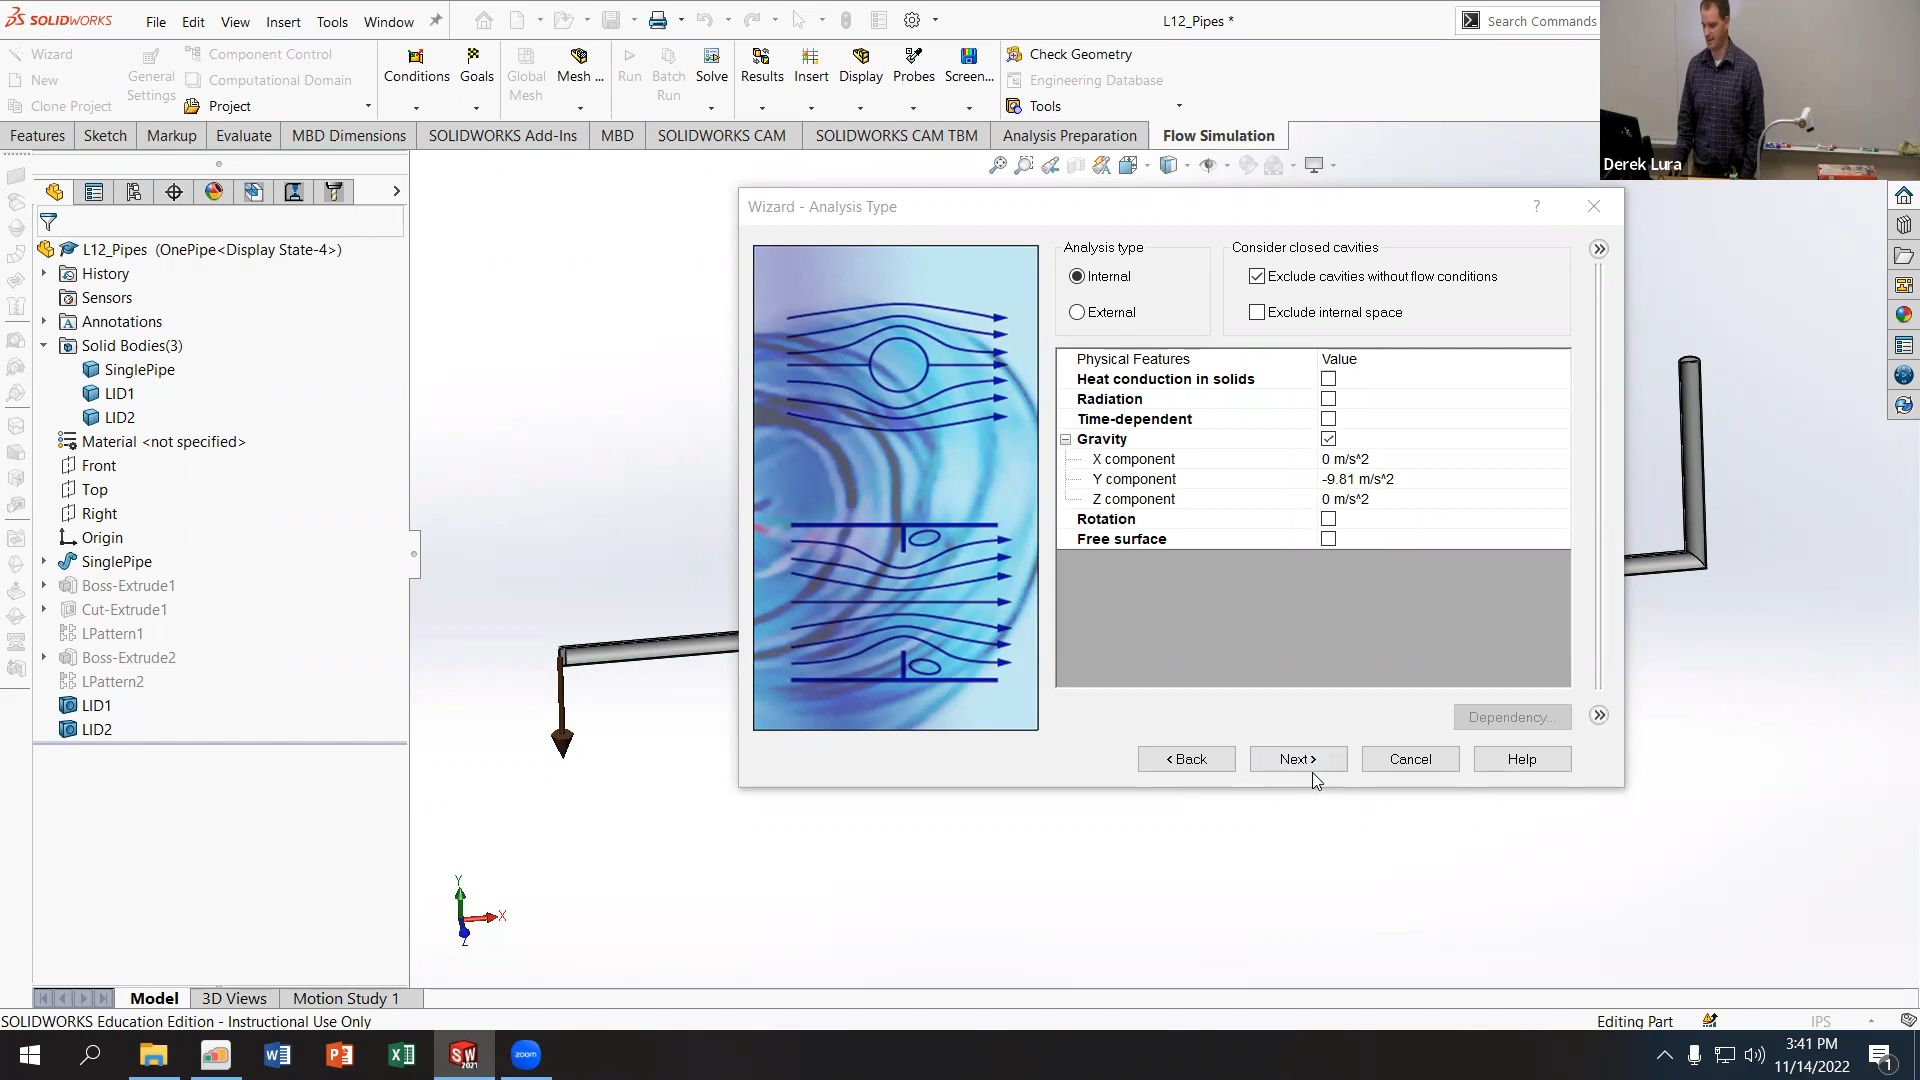 SOLIDWORKS File Edit View Insert Tools Window L12_Pipes * Search Commands
Wizard
New
Clone Project
General Settings
Component Control
Computational Domain
Project
Conditions
Goals
Global Mesh
Mesh ...
Run
Batch Run
Solve
Results
Insert
Display
Probes
Screen...
Check Geometry
Engineering Database
Tools
Features Sketch Markup Evaluate MBD Dimensions SOLIDWORKS Add-Ins MBD SOLIDWORKS CAM SOLIDWORKS CAM TBM Analysis Preparation Flow Simulation
Derek Lura
L12_Pipes (OnePipe<Display State-4>)
History
Sensors
Annotations
Solid Bodies(3)
SinglePipe
LID1
LID2
Material <not specified>
Front
Top
Right
Origin
SinglePipe
Boss-Extrude1
Cut-Extrude1
LPattern1
Boss-Extrude2
LPattern2
LID1
LID2
Wizard - Analysis Type ?
Analysis type
Internal
External
Consider closed cavities
Exclude cavities without flow conditions
Exclude internal space
Physical Features Value
Heat conduction in solids
Radiation
Time-dependent
Gravity
X component 0 m/s^2
Y component -9.81 m/s^2
Z component 0 m/s^2
Rotation
Free surface
Dependency...
< Back Next > Cancel Help
Y
X
Z
Model 3D Views Motion Study 1
SOLIDWORKS Education Edition - Instructional Use Only Editing Part IPS
W P X SW 2021 zoom
3:41 PM
11/14/2022
1